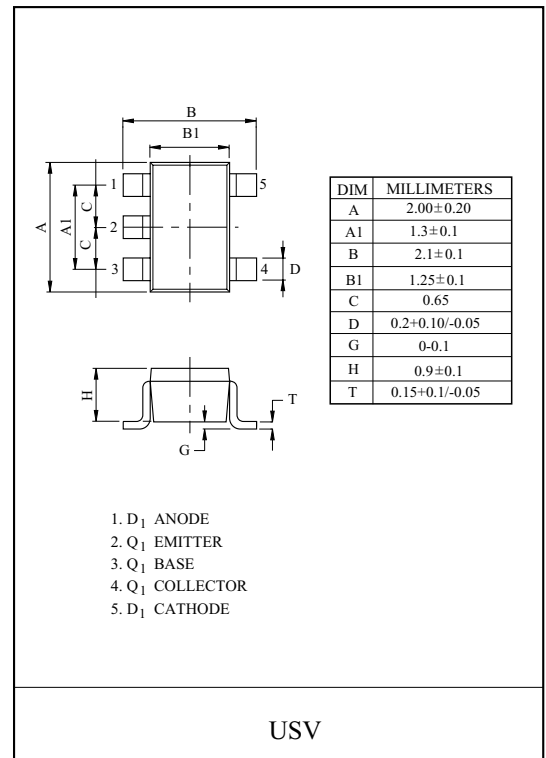 B
B1
A
A1
C
C
1
2
3
5
4
D
H
G
T
DIM MILLIMETERS
A 2.00±0.20
A1 1.3±0.1
B 2.1±0.1
B1 1.25±0.1
C 0.65
D 0.2+0.10/-0.05
G 0-0.1
H 0.9±0.1
T 0.15+0.1/-0.05
1. D1 ANODE
2. Q1 EMITTER
3. Q1 BASE
4. Q1 COLLECTOR
5. D1 CATHODE
USV